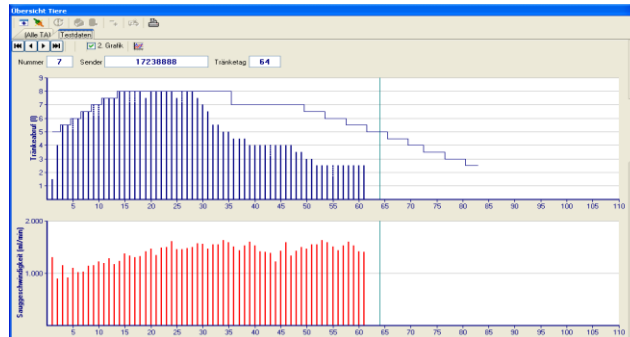 Übersicht Tiere
(Alle TA) Testdaten
2. Grafik
Nummer 7 Sender 17238888 Tränketag 64
Tränkeabruf (l)
9
8
7
6
5
4
3
2
1
5 10 15 20 25 30 35 40 45 50 55 60 65 70 75 80 85 90 95 100 105 110
Sauggeschwindigkeit (ml/min)
2.000
1.000
5 10 15 20 25 30 35 40 45 50 55 60 65 70 75 80 85 90 95 100 105 110